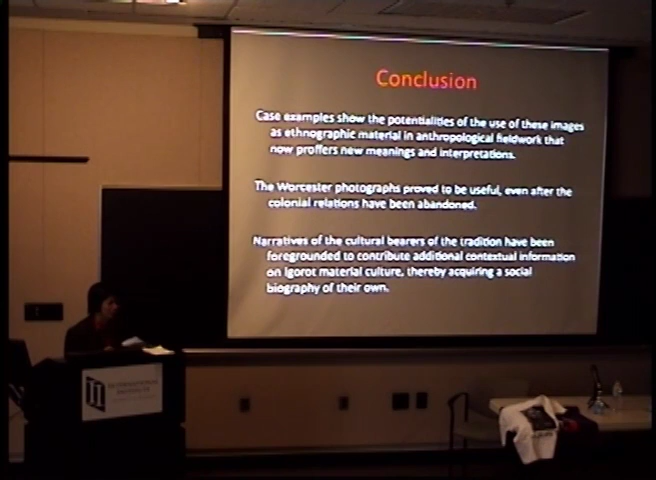 Conclusion
Case examples show the potentialities of the use of these images
as ethnographic material in anthropological fieldwork that
now proffers new meanings and interpretations.
The Worcester photographs proved to be useful, even after the
colonial relations have been abandoned.
Narratives of the cultural bearers of the tradition have been
foregrounded to contribute additional contextual information
on Igorot material culture, thereby acquiring a social
biography of their own.
INTERNATIONAL
INSTITUTE